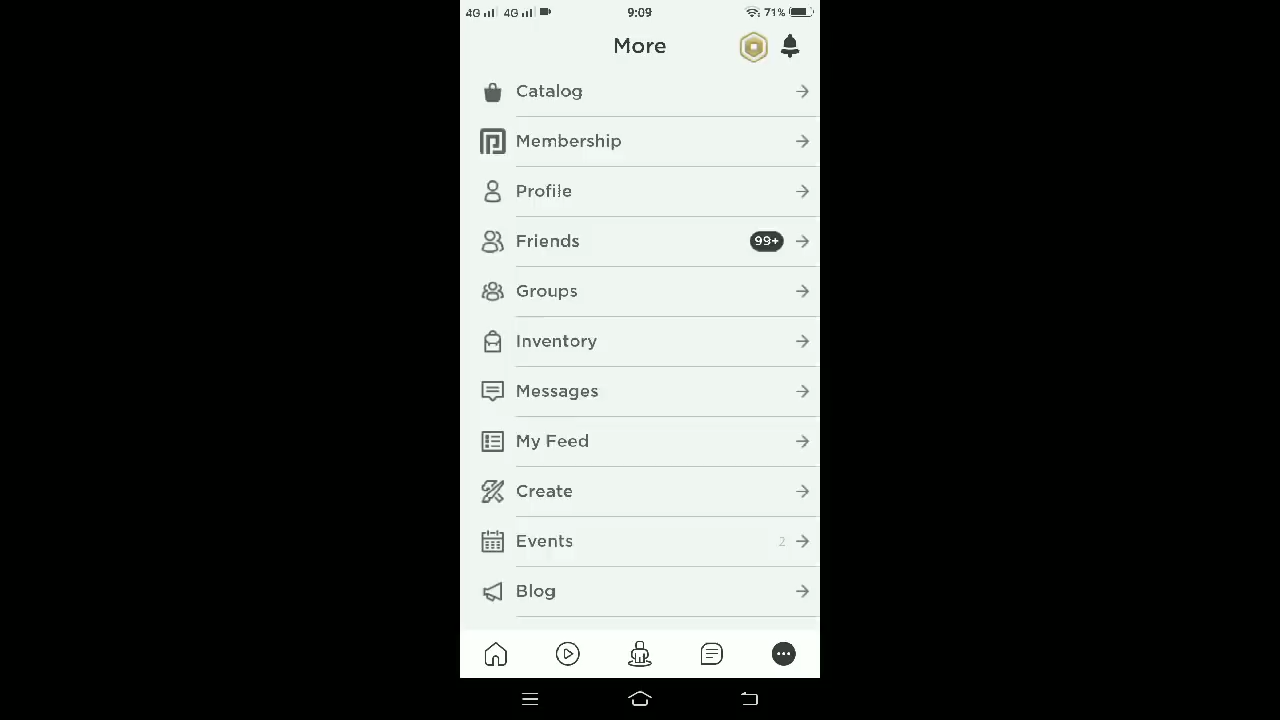 4G 4G 9:09 71%
More
Catalog
Membership
Profile
Friends 99+
Groups
Inventory
Messages
My Feed
Create
Events 2
Blog